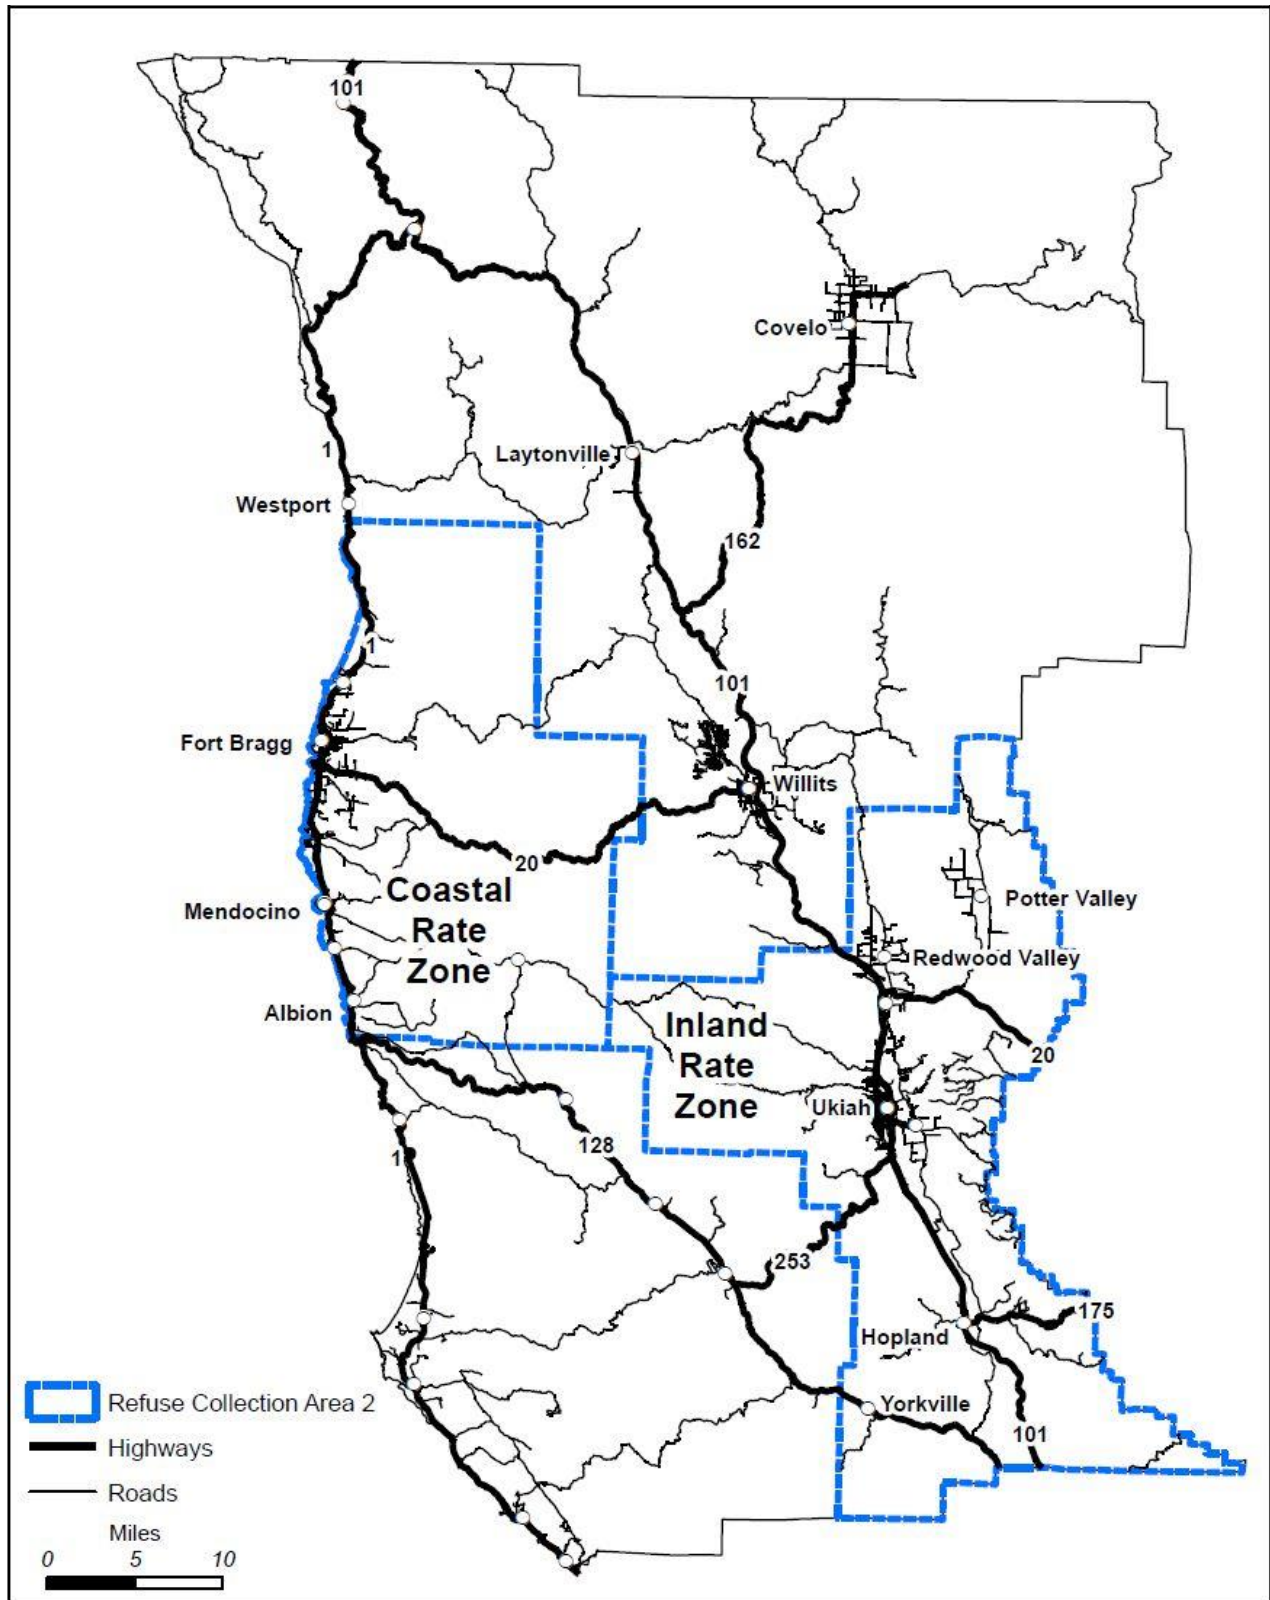 101
Covelo
1
Laytonville
Westport
162
1
101
Fort Bragg
Willits
20
Coastal
Rate
Zone
Potter Valley
Mendocino
Redwood Valley
Albion
Inland
Rate
Zone
20
Ukiah
128
1
253
175
Hopland
Refuse Collection Area 2
Yorkville
Highways
101
Roads
Miles
0 5 10